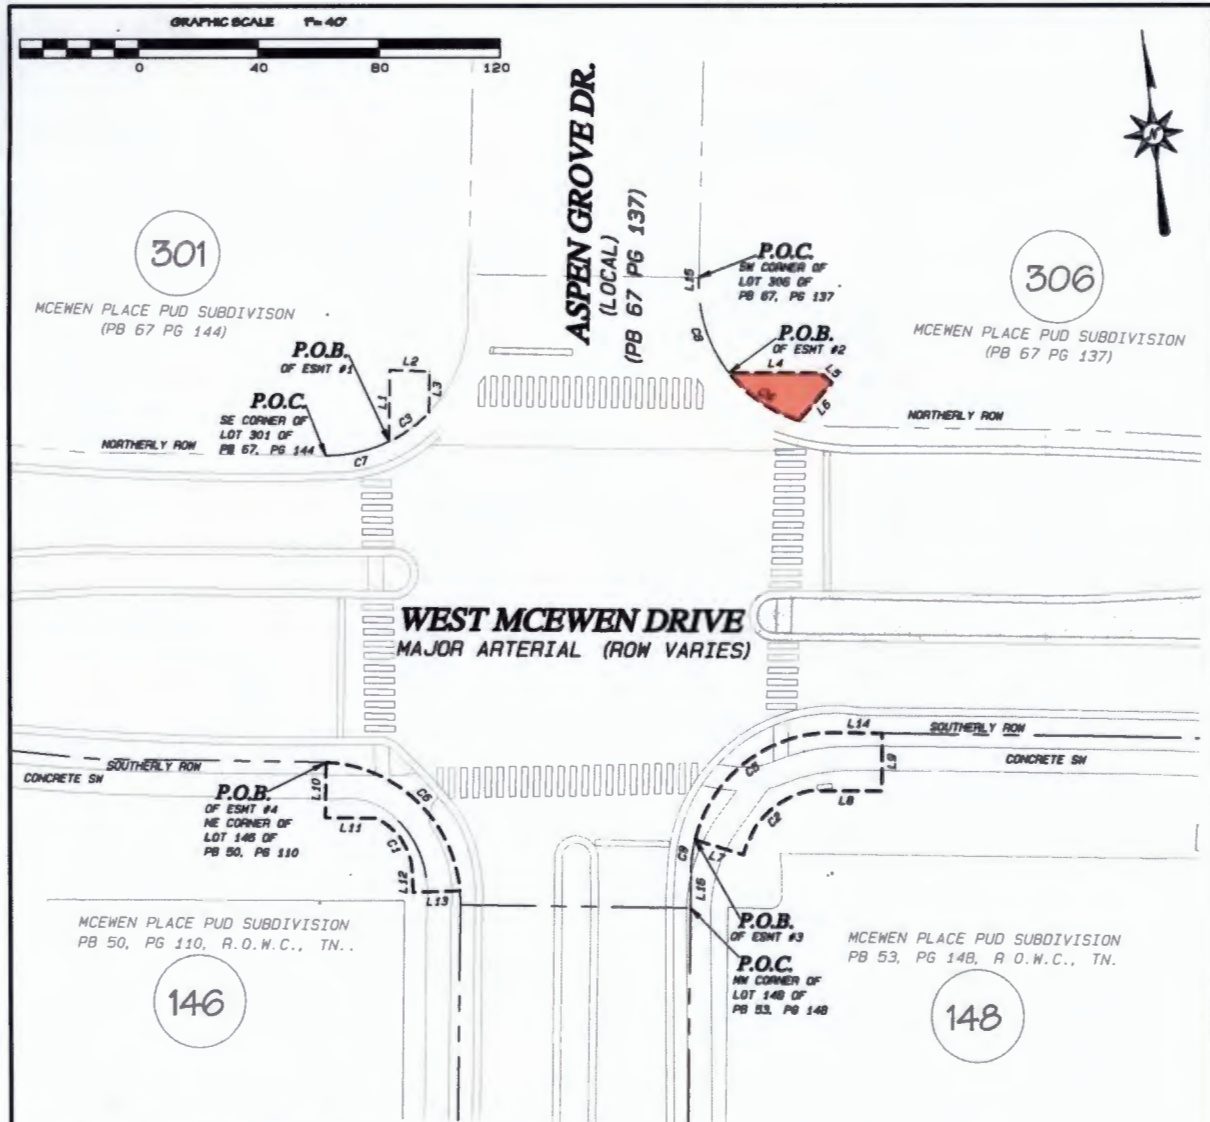 GRAPHIC SCALE 1"= 40'
0 40 80 120
N
ASPEN GROVE DR.
(LOCAL)
(PB 67 PG 137)
301
MCEWEN PLACE PUD SUBDIVISON
(PB 67 PG 144)
306
MCEWEN PLACE PUD SUBDIVISION
(PB 67 PG 137)
P.O.C.
SW CORNER OF
LOT 306 OF
PB 67, PG 137
L15
P.O.B.
OF ESMT #2
L4
L5
L6
P.O.B.
OF ESMT #1
L2
L1
L3
C3
P.O.C.
SE CORNER OF
LOT 301 OF
PB 67, PG 144
C7
NORTHERLY ROW
NORTHERLY ROW
WEST MCEWEN DRIVE
MAJOR ARTERIAL (ROW VARIES)
SOUTHERLY ROW
CONCRETE SW
P.O.B.
OF ESMT #4
NE CORNER OF
LOT 146 OF
PB 50, PG 110
L10
L11
C1
L12
L13
C6
L14
SOUTHERLY ROW
CONCRETE SW
L9
L8
C5
C2
L7
C9
L16
P.O.B.
OF ESMT #3
P.O.C.
NW CORNER OF
LOT 148 OF
PB 53, PG 148
MCEWEN PLACE PUD SUBDIVISION
PB 50, PG 110, R.O.W.C., TN..
146
MCEWEN PLACE PUD SUBDIVISION
PB 53, PG 148, R O.W.C., TN.
148